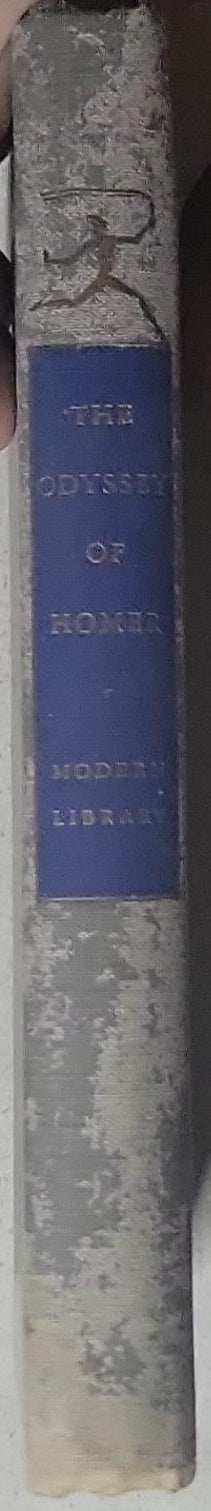 THE
ODYSSEY
OF
HOMER
MODERN
LIBRARY